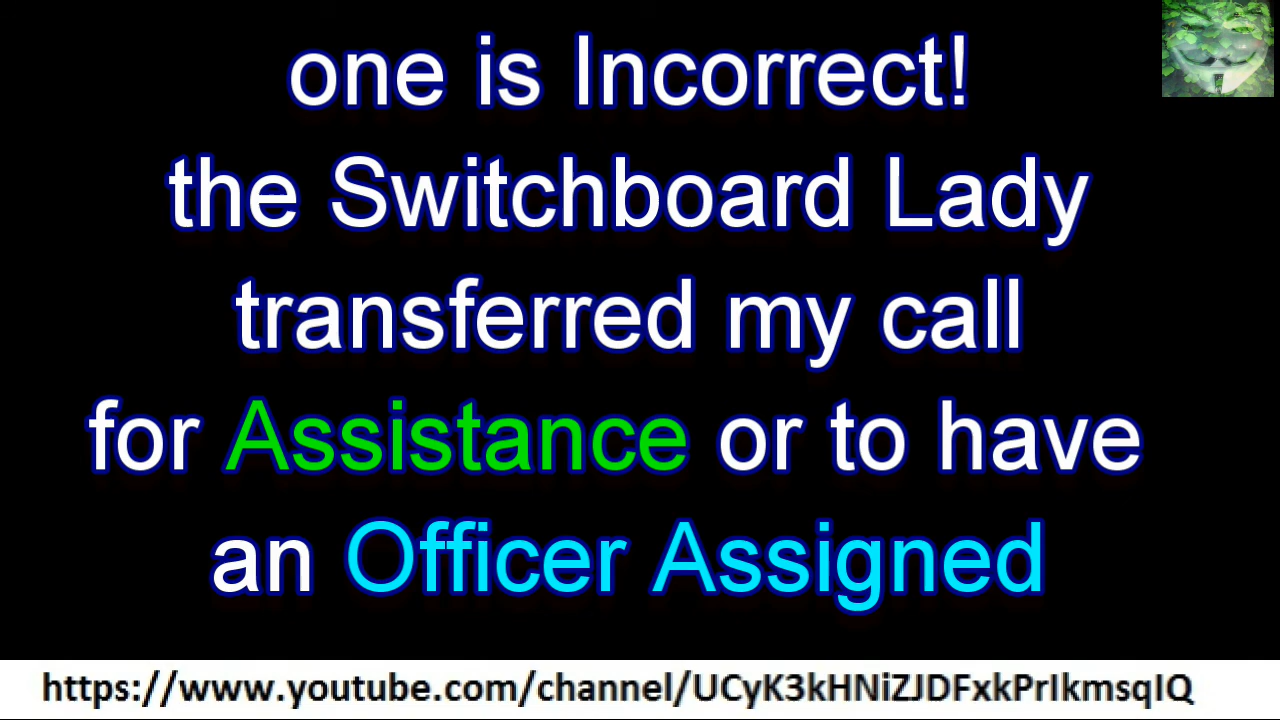 one is Incorrect!
the Switchboard Lady
transferred my call
for Assistance or to have
an Officer Assigned
https://www.youtube.com/channel/UCyK3kHNiZJDFxkPrIkmsqIQ